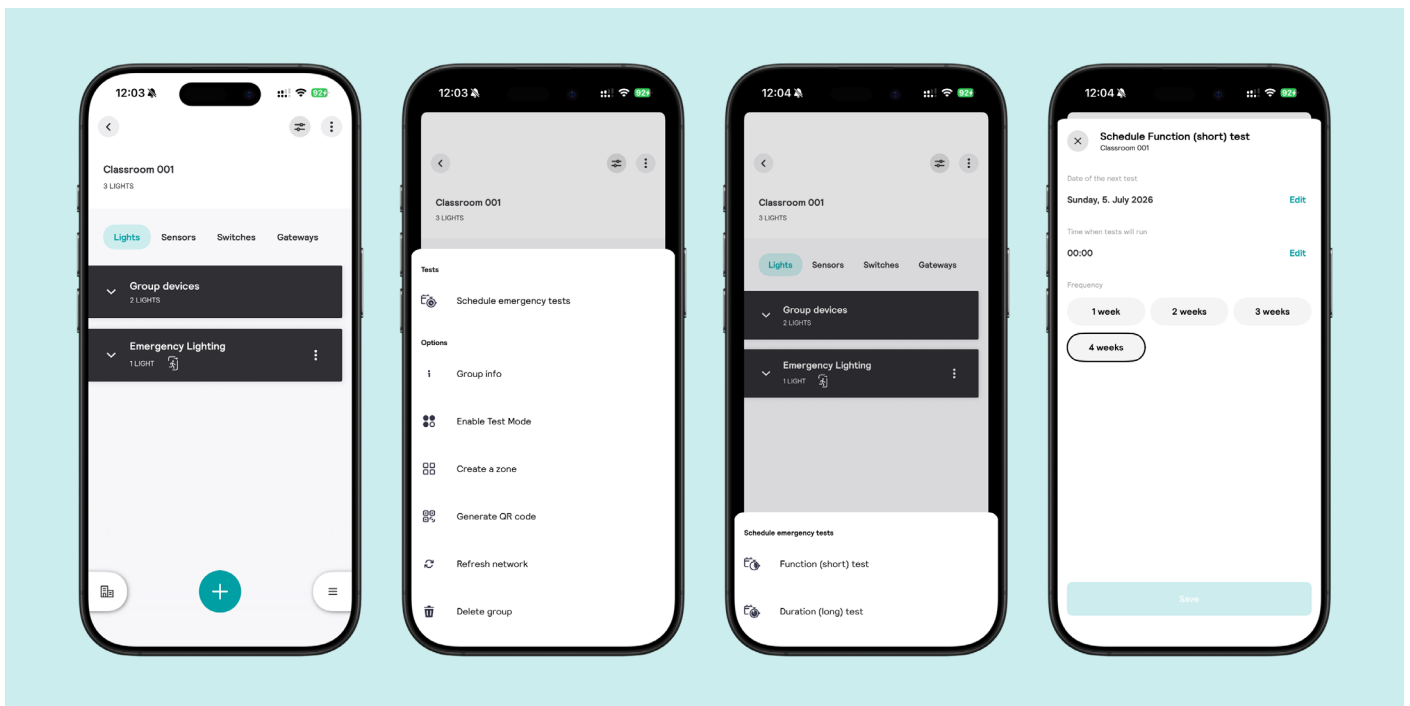 12:03
92
Classroom 001
3 LIGHTS
Lights
Sensors
Switches
Gateways
Group devices
2 LIGHTS
Emergency Lighting
1 LIGHT
12:03
92
Classroom 001
3 LIGHTS
Tests
Schedule emergency tests
Options
Group info
Enable Test Mode
Create a zone
Generate QR code
Refresh network
Delete group
12:04
92
Classroom 001
3 LIGHTS
Lights
Sensors
Switches
Gateways
Group devices
2 LIGHTS
Emergency Lighting
1 LIGHT
Schedule emergency tests
Function (short) test
Duration (long) test
12:04
92
Schedule Function (short) test
Classroom 001
Date of the next test
Sunday, 5. July 2026
Edit
Time when tests will run
00:00
Edit
Frequency
1 week
2 weeks
3 weeks
4 weeks
Save